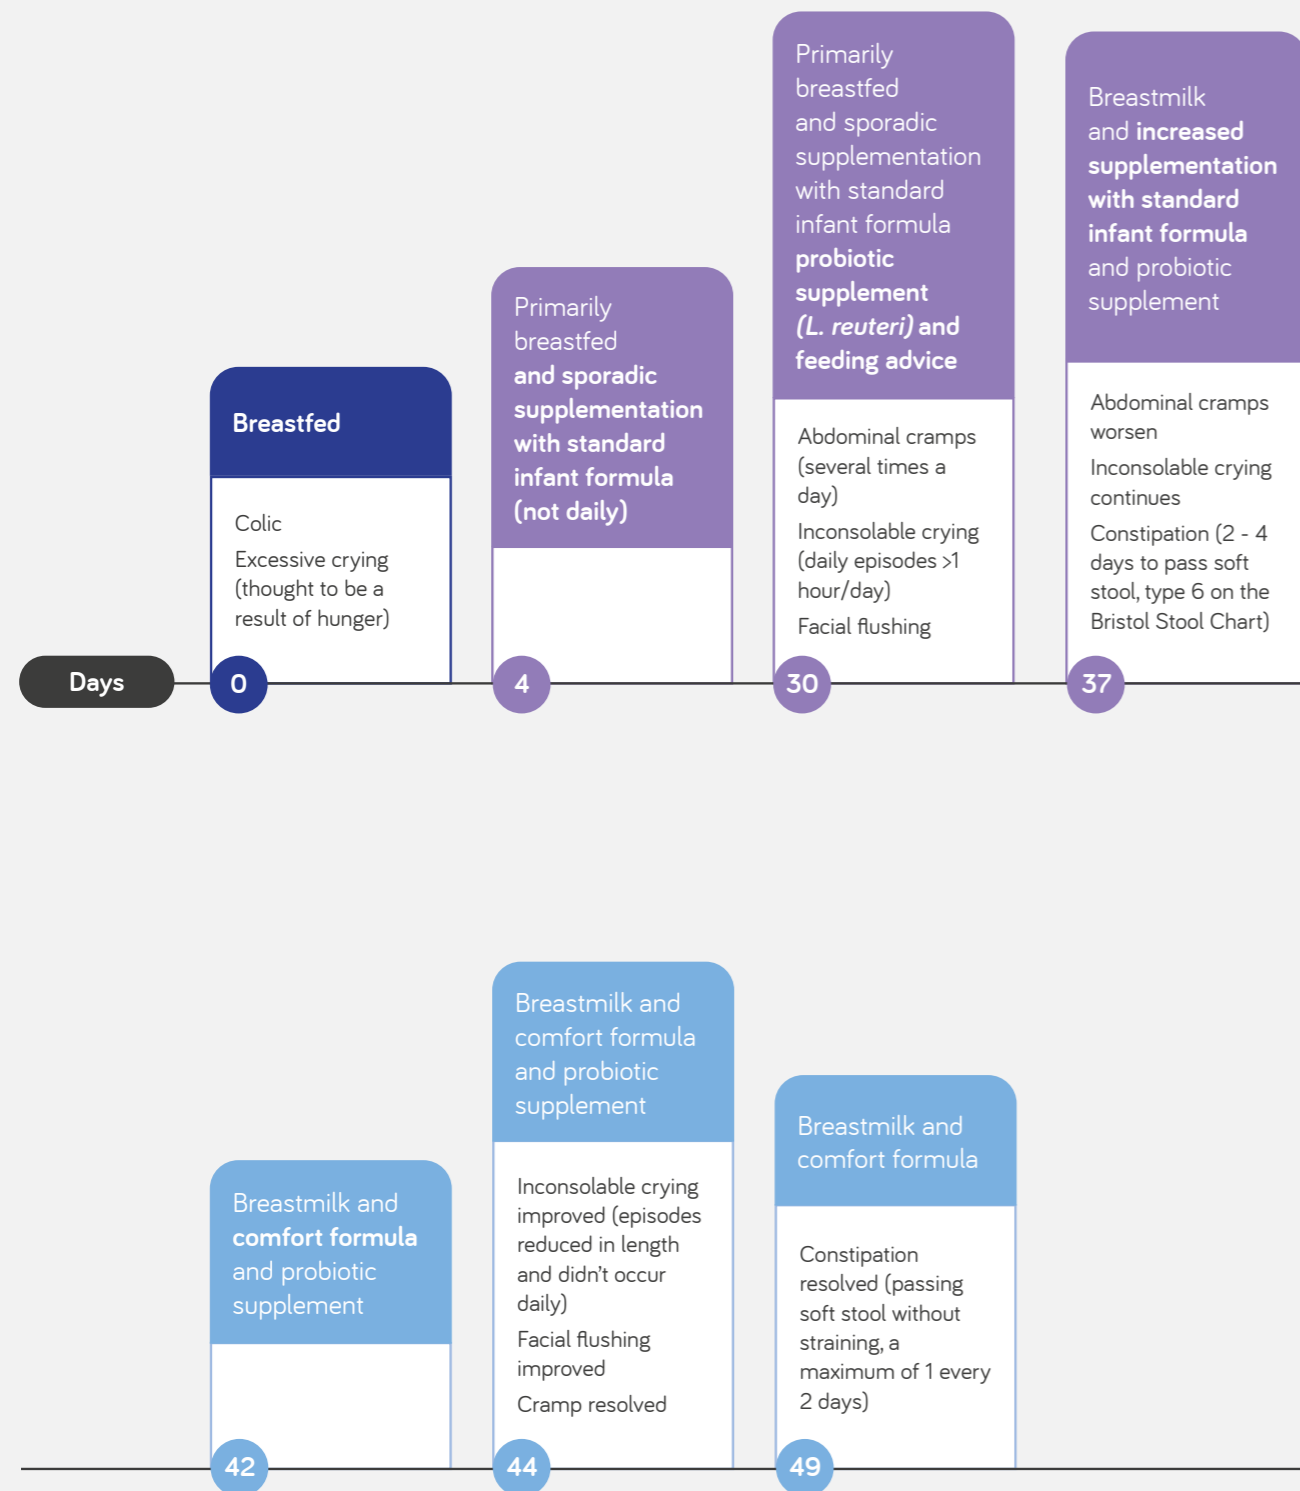 Breastfed
Colic
Excessive crying
(thought to be a
result of hunger)
Primarily
breastfed
and sporadic
supplementation
with standard
infant formula
(not daily)
Primarily
breastfed
and sporadic
supplementation
with standard
infant formula
probiotic
supplement
(L. reuteri) and
feeding advice
Abdominal cramps
(several times a
day)
Inconsolable crying
(daily episodes >1
hour/day)
Facial flushing
Breastmilk
and increased
supplementation
with standard
infant formula
and probiotic
supplement
Abdominal cramps
worsen
Inconsolable crying
continues
Constipation (2 - 4
days to pass soft
stool, type 6 on the
Bristol Stool Chart)
Days
0
4
30
37
Breastmilk and
comfort formula
and probiotic
supplement
Breastmilk and
comfort formula
and probiotic
supplement
Inconsolable crying
improved (episodes
reduced in length
and didn't occur
daily)
Facial flushing
improved
Cramp resolved
Breastmilk and
comfort formula
Constipation
resolved (passing
soft stool without
straining, a
maximum of 1 every
2 days)
42
44
49